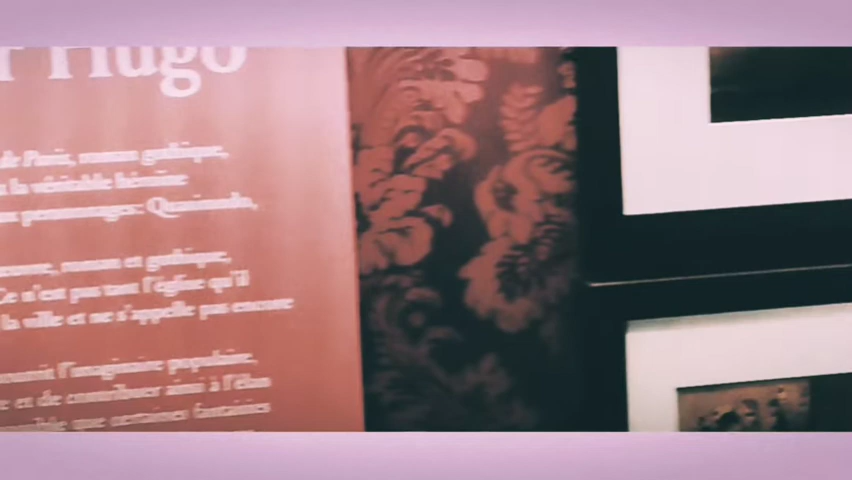 r Hugo
de Paris, roman gothique,
la véritable héroïne
personnages: Quasimodo,
roman et gothique,
Ce n'est pas tant l'église qu'il
la ville et ne s'appelle pas encore
l'imaginaire populaire,
e et de contribuer ainsi à l'élan
que certaines